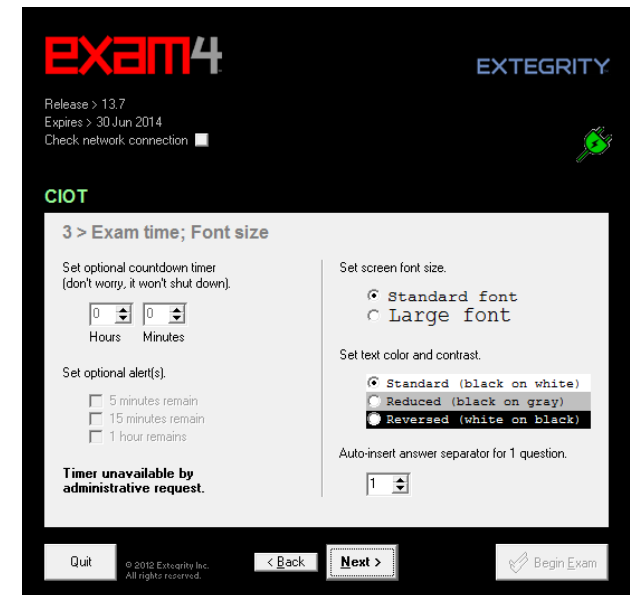 exam4
EXTEGRITY
Release > 13.7
Expires > 30 Jun 2014
Check network connection
CIOT
3 > Exam time; Font size
Set optional countdown timer
(don't worry, it won't shut down).
0 0
Hours Minutes
Set optional alert(s).
5 minutes remain
15 minutes remain
1 hour remains
Timer unavailable by
administrative request.
Set screen font size.
Standard font
Large font
Set text color and contrast.
Standard (black on white)
Reduced (black on gray)
Reversed (white on black)
Auto-insert answer separator for 1 question.
1
Quit
© 2012 Extegrity Inc.
All rights reserved.
< Back
Next >
Begin Exam